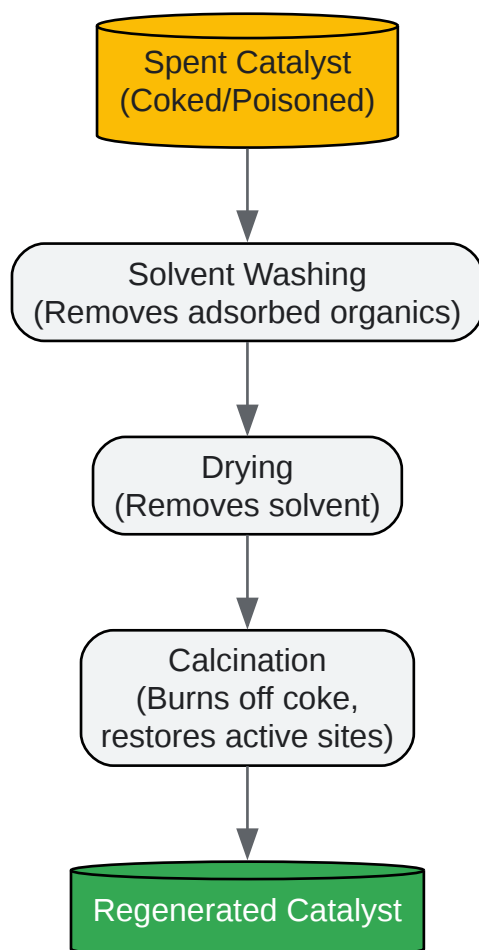 Spent Catalyst
(Coked/Poisoned)
Solvent Washing
(Removes adsorbed organics)
Drying
(Removes solvent)
Calcination
(Burns off coke,
restores active sites)
Regenerated Catalyst